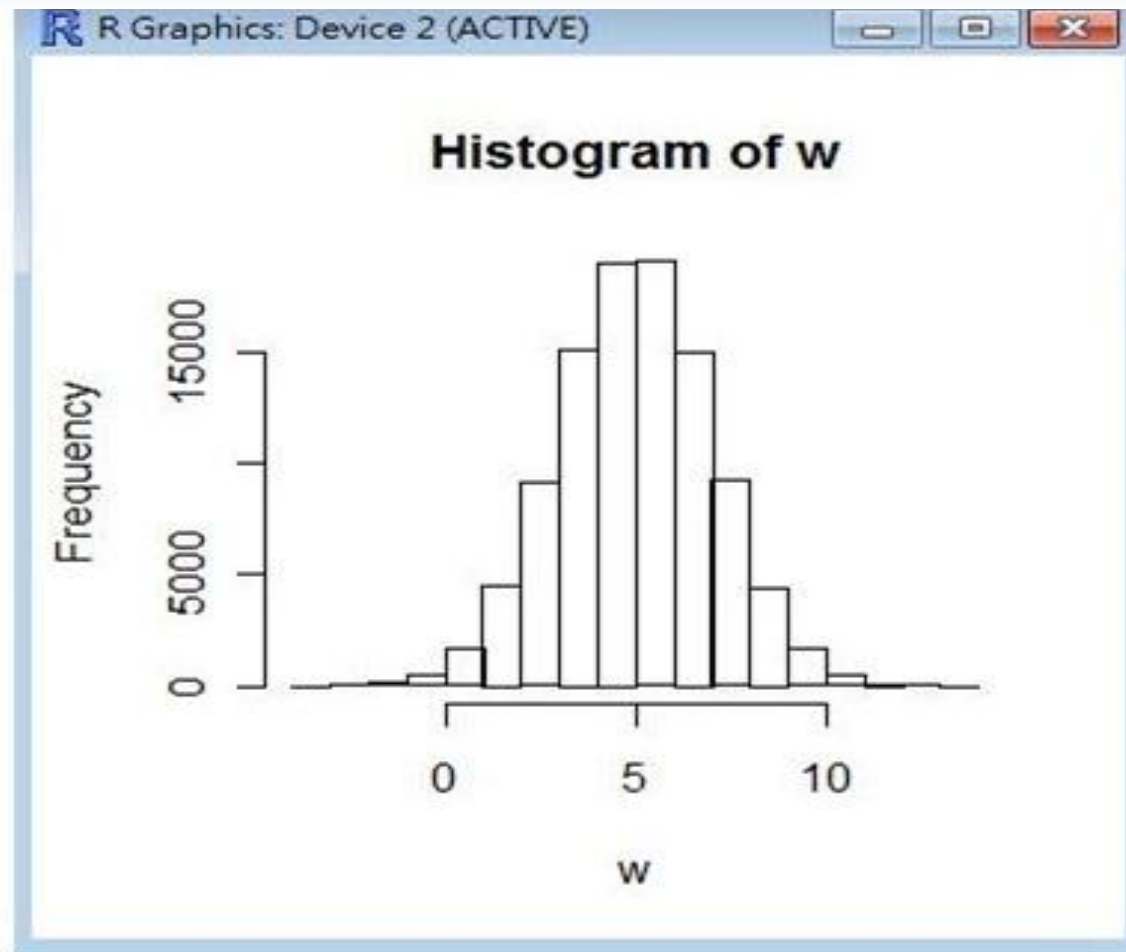 R R Graphics: Device 2 (ACTIVE)
Histogram of w
Frequency
15000
5000
0
0 5 10
w